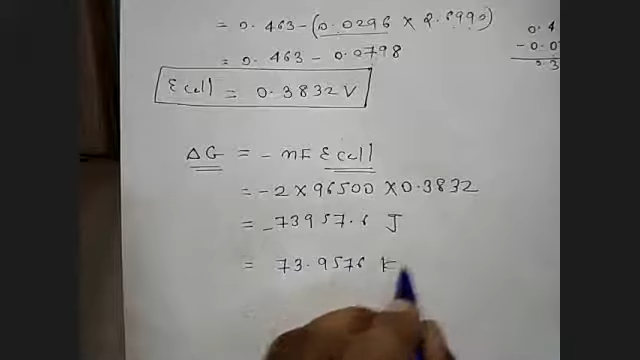 = 0.463 - (0.0296 × 2.6990)
= 0.463 - 0.0798
Ecell = 0.3832 V
ΔG = - nF Ecell
= -2 × 96500 × 0.3832
= -73957.6 J
= 73.9576 K